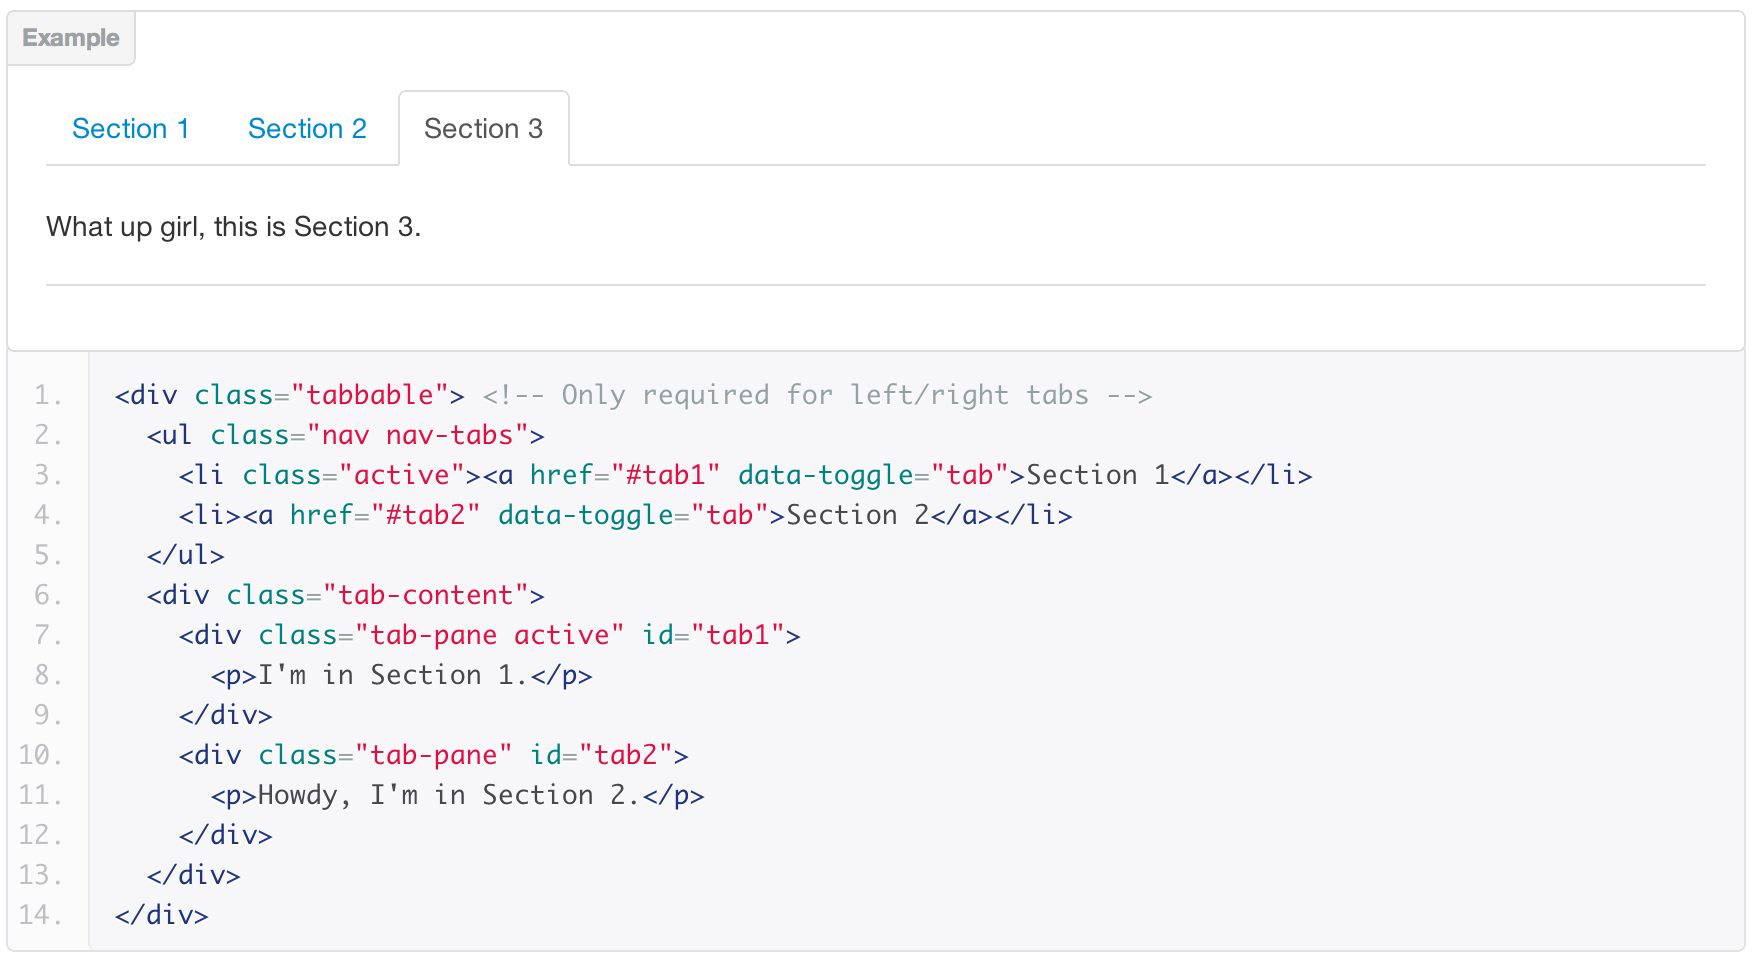 Example
Section 1 Section 2 Section 3
What up girl, this is Section 3.
1. <div class="tabbable"> <!-- Only required for left/right tabs -->
2.   <ul class="nav nav-tabs">
3.     <li class="active"><a href="#tab1" data-toggle="tab">Section 1</a></li>
4.     <li><a href="#tab2" data-toggle="tab">Section 2</a></li>
5.   </ul>
6.   <div class="tab-content">
7.     <div class="tab-pane active" id="tab1">
8.       <p>I'm in Section 1.</p>
9.     </div>
10.     <div class="tab-pane" id="tab2">
11.       <p>Howdy, I'm in Section 2.</p>
12.     </div>
13.   </div>
14. </div>